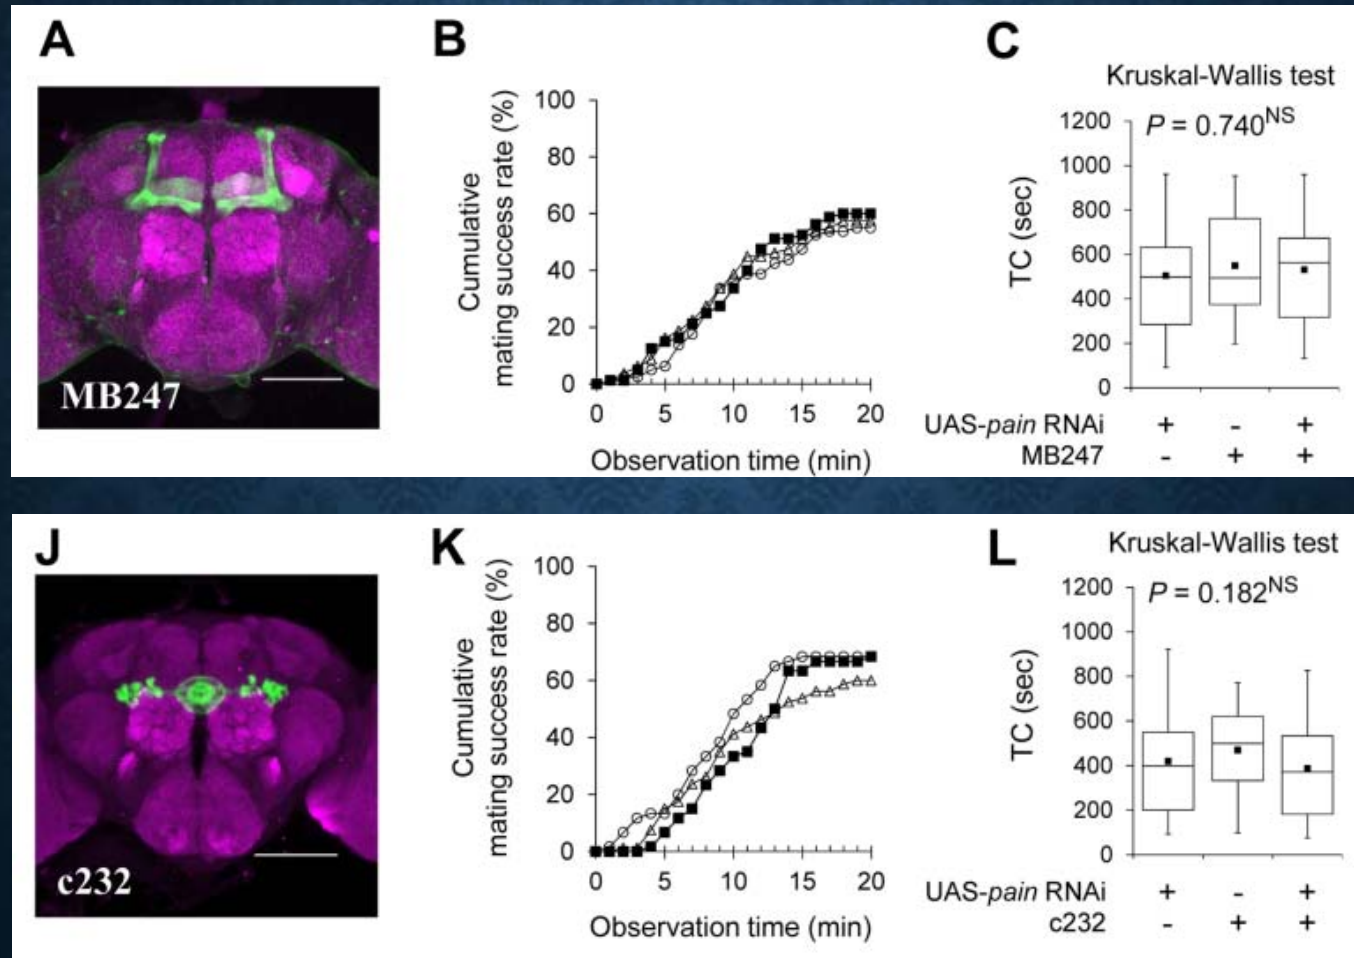 A
MB247
B
Cumulative
mating success rate (%)
100
80
60
40
20
0
0 5 10 15 20
Observation time (min)
C
Kruskal-Wallis test
P = 0.740NS
TC (sec)
1200
1000
800
600
400
200
0
UAS-pain RNAi + - +
MB247 - + +
J
c232
K
Cumulative
mating success rate (%)
100
80
60
40
20
0
0 5 10 15 20
Observation time (min)
L
Kruskal-Wallis test
P = 0.182NS
TC (sec)
1200
1000
800
600
400
200
0
UAS-pain RNAi + - +
c232 - + +